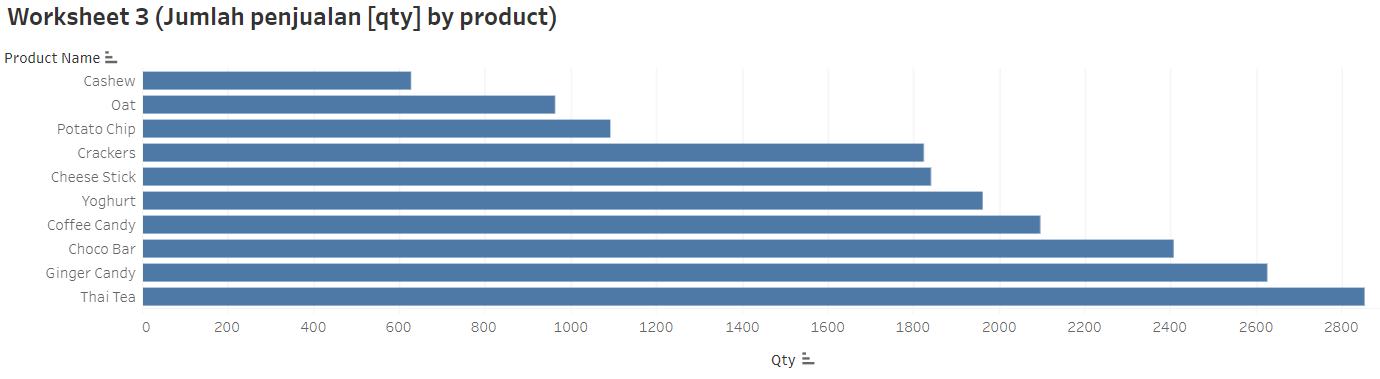 Worksheet 3 (Jumlah penjualan [qty] by product)
Product Name
Cashew
Oat
Potato Chip
Crackers
Cheese Stick
Yoghurt
Coffee Candy
Choco Bar
Ginger Candy
Thai Tea
0 200 400 600 800 1000 1200 1400 1600 1800 2000 2200 2400 2600 2800
Qty